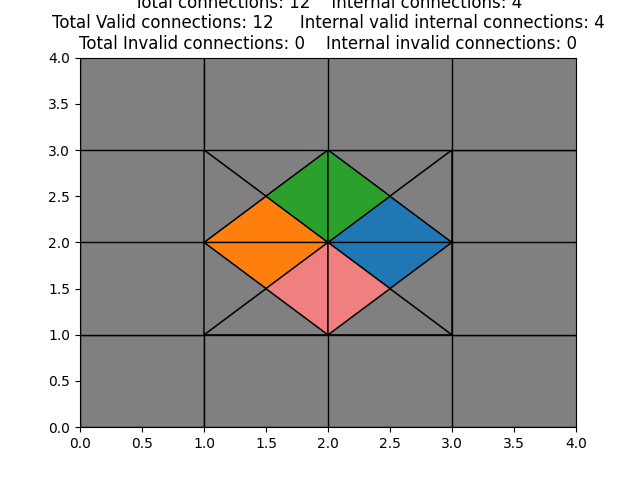 Total connections: 12 Internal connections: 4
Total Valid connections: 12 Internal valid internal connections: 4
Total Invalid connections: 0 Internal invalid connections: 0
4.0
3.5
3.0
2.5
2.0
1.5
1.0
0.5
0.0
0.0 0.5 1.0 1.5 2.0 2.5 3.0 3.5 4.0